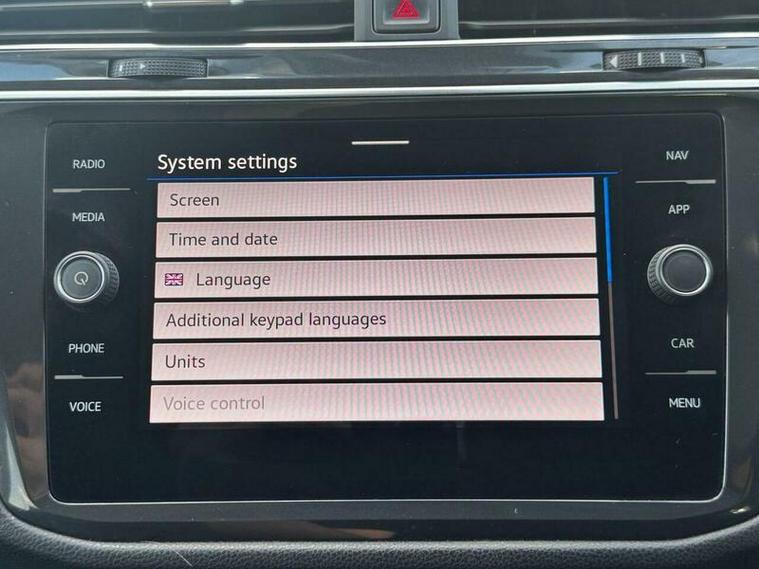 RADIO
MEDIA
PHONE
VOICE
System settings
Screen
Time and date
Language
Additional keypad languages
Units
Voice control
NAV
APP
CAR
MENU